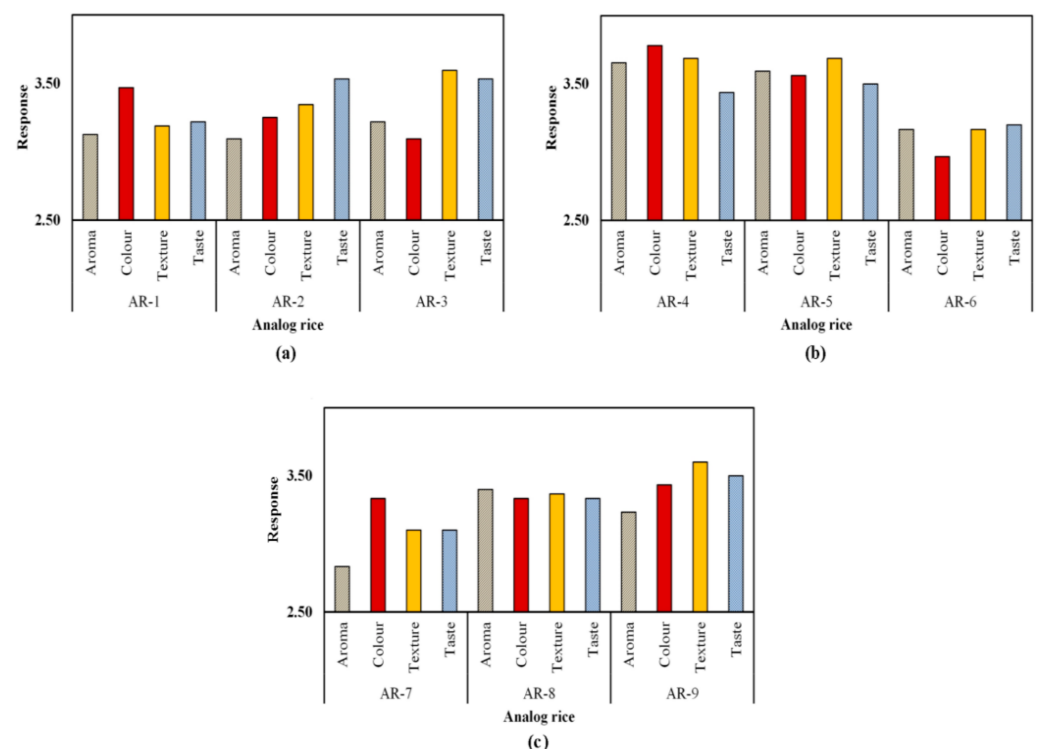 Response
3.50
2.50
Aroma Colour Texture Taste Aroma Colour Texture Taste Aroma Colour Texture Taste
AR-1 AR-2 AR-3
Analog rice
(a)
Response
3.50
2.50
Aroma Colour Texture Taste Aroma Colour Texture Taste Aroma Colour Texture Taste
AR-4 AR-5 AR-6
Analog rice
(b)
Response
3.50
2.50
Aroma Colour Texture Taste Aroma Colour Texture Taste Aroma Colour Texture Taste
AR-7 AR-8 AR-9
Analog rice
(c)